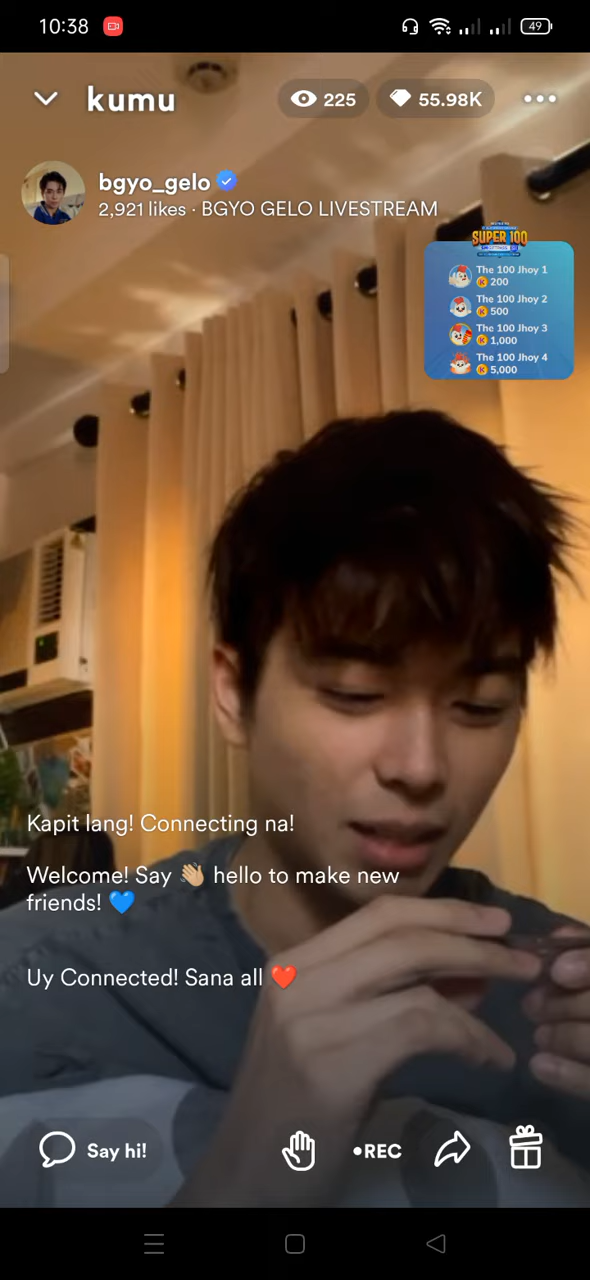 10:38
49
kumu
225
55.98K
bgyo_gelo
2,921 likes · BGYO GELO LIVESTREAM
SUPER 100
The 100 Jhoy 1
200
The 100 Jhoy 2
500
The 100 Jhoy 3
1,000
The 100 Jhoy 4
5,000
Kapit lang! Connecting na!
Welcome! Say 👋🏼 hello to make new
friends! 💙
Uy Connected! Sana all ❤️
Say hi!
•REC